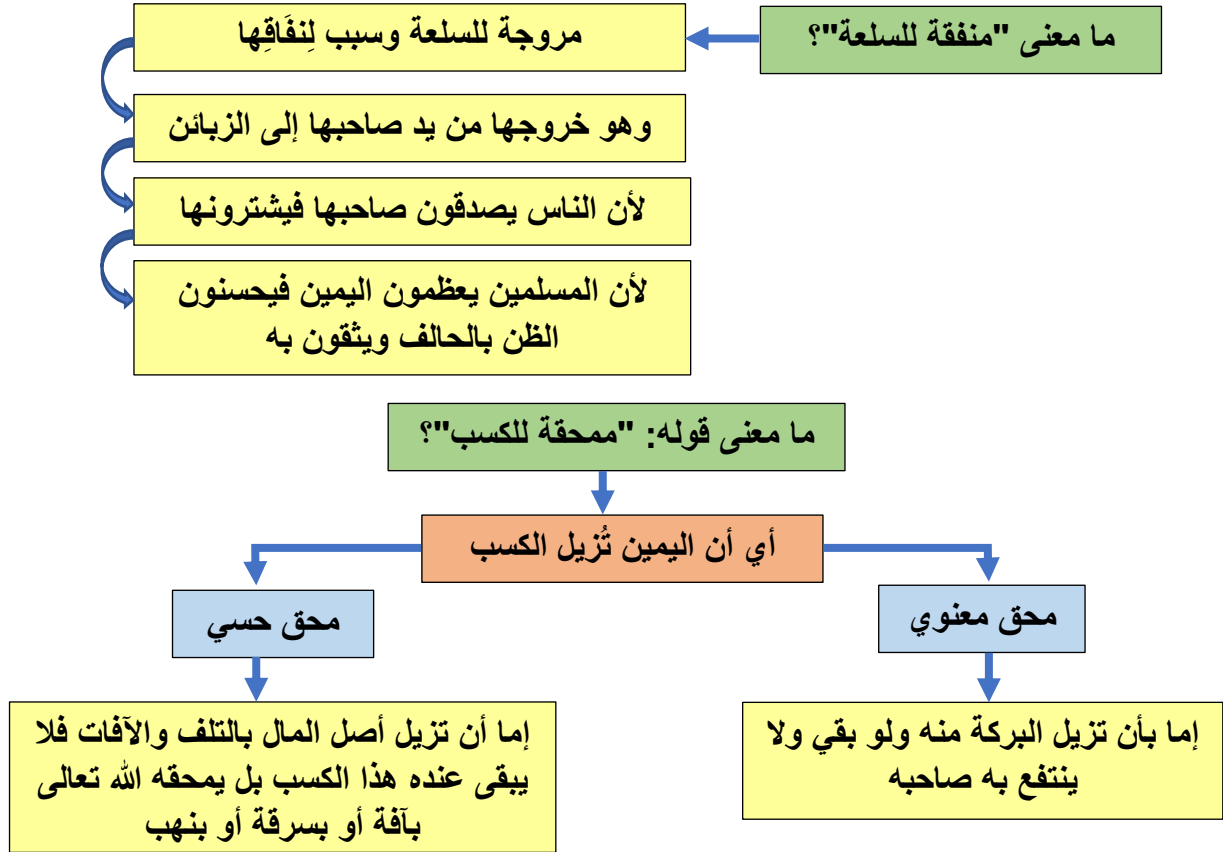 ما معنى "منفقة للسلعة"؟
مروجة للسلعة وسبب لِنفَاقِها
وهو خروجها من يد صاحبها إلى الزبائن
لأن الناس يصدقون صاحبها فيشترونها
لأن المسلمين يعظمون اليمين فيحسنون
الظن بالحالف ويثقون به
ما معنى قوله: "ممحقة للكسب"؟
أي أن اليمين تُزيل الكسب
محق معنوي
إما بأن تزيل البركة منه ولو بقي ولا
ينتفع به صاحبه
محق حسي
إما أن تزيل أصل المال بالتلف والآفات فلا
يبقى عنده هذا الكسب بل يمحقه الله تعالى
بآفة أو بسرقة أو بنهب